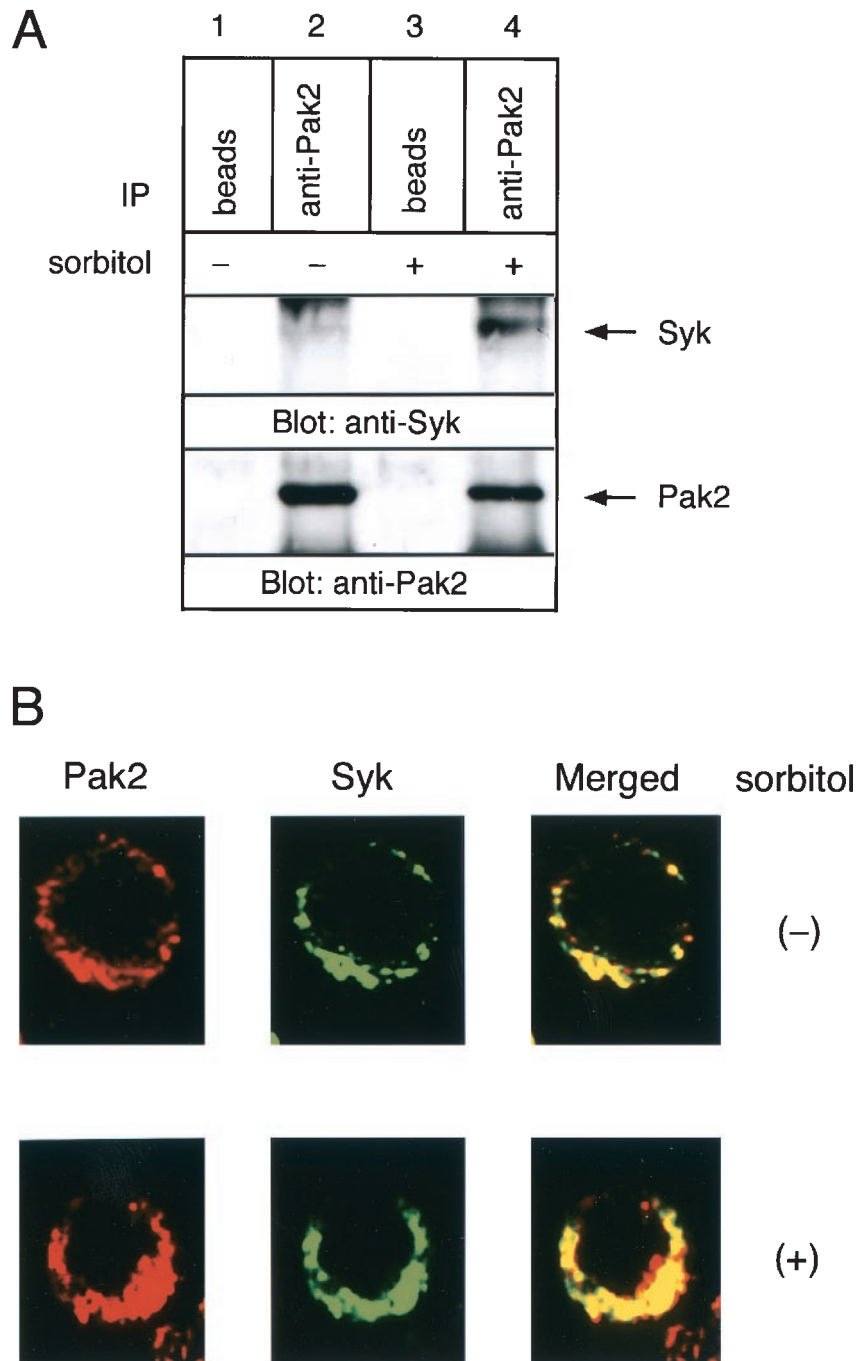 A
1 2 3 4
IP beads anti-Pak2 beads anti-Pak2
sorbitol – – + +
Syk
Blot: anti-Syk
Pak2
Blot: anti-Pak2
B
Pak2 Syk Merged sorbitol
(–)
(+)